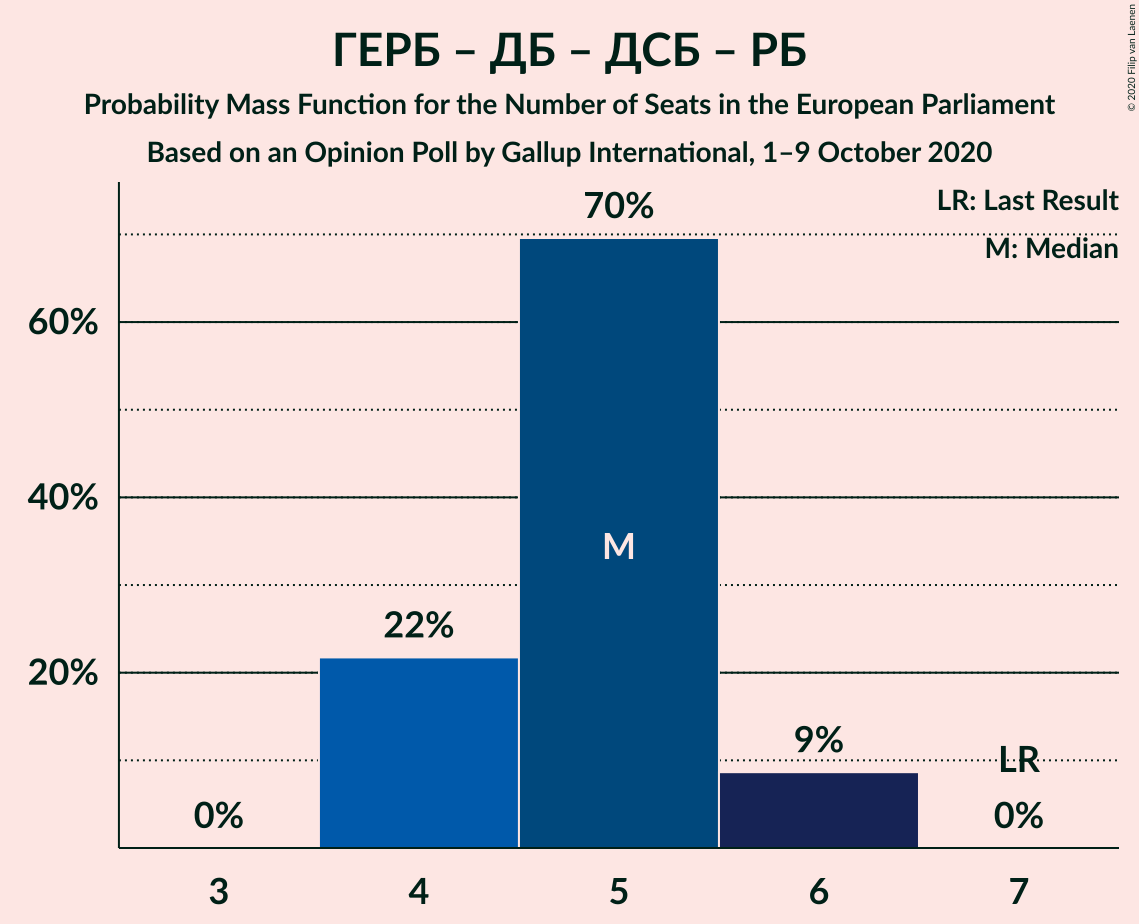 ГЕРБ – ДБ – ДСБ – РБ
Probability Mass Function for the Number of Seats in the European Parliament
Based on an Opinion Poll by Gallup International, 1–9 October 2020
© 2020 Filip van Laenen
LR: Last Result
M: Median
70%
60%
40%
20%
M
22%
9%
LR
0%
0%
3 4 5 6 7